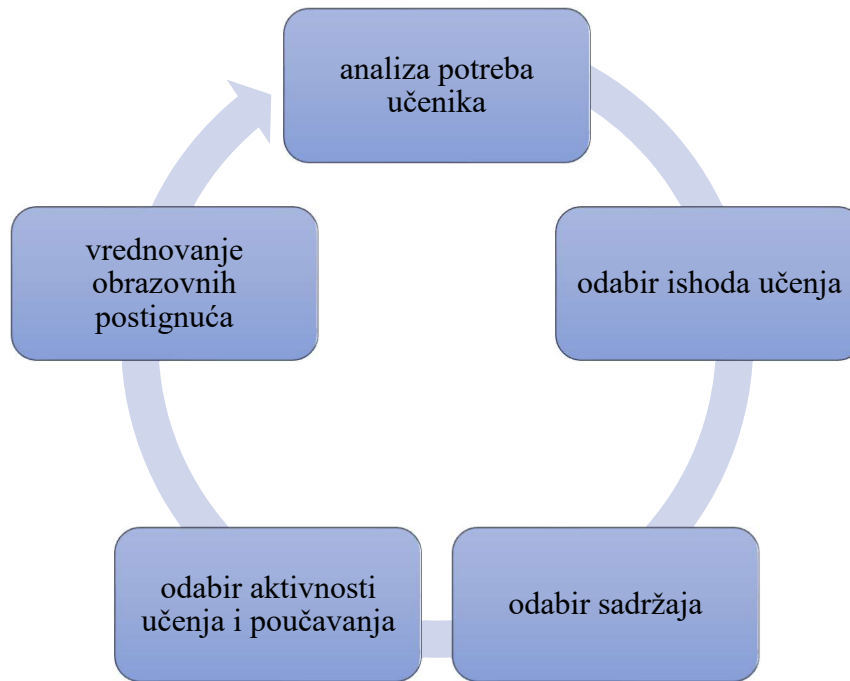 analiza potreba
učenika
odabir ishoda učenja
odabir sadržaja
odabir aktivnosti
učenja i poučavanja
vrednovanje
obrazovnih
postignuća